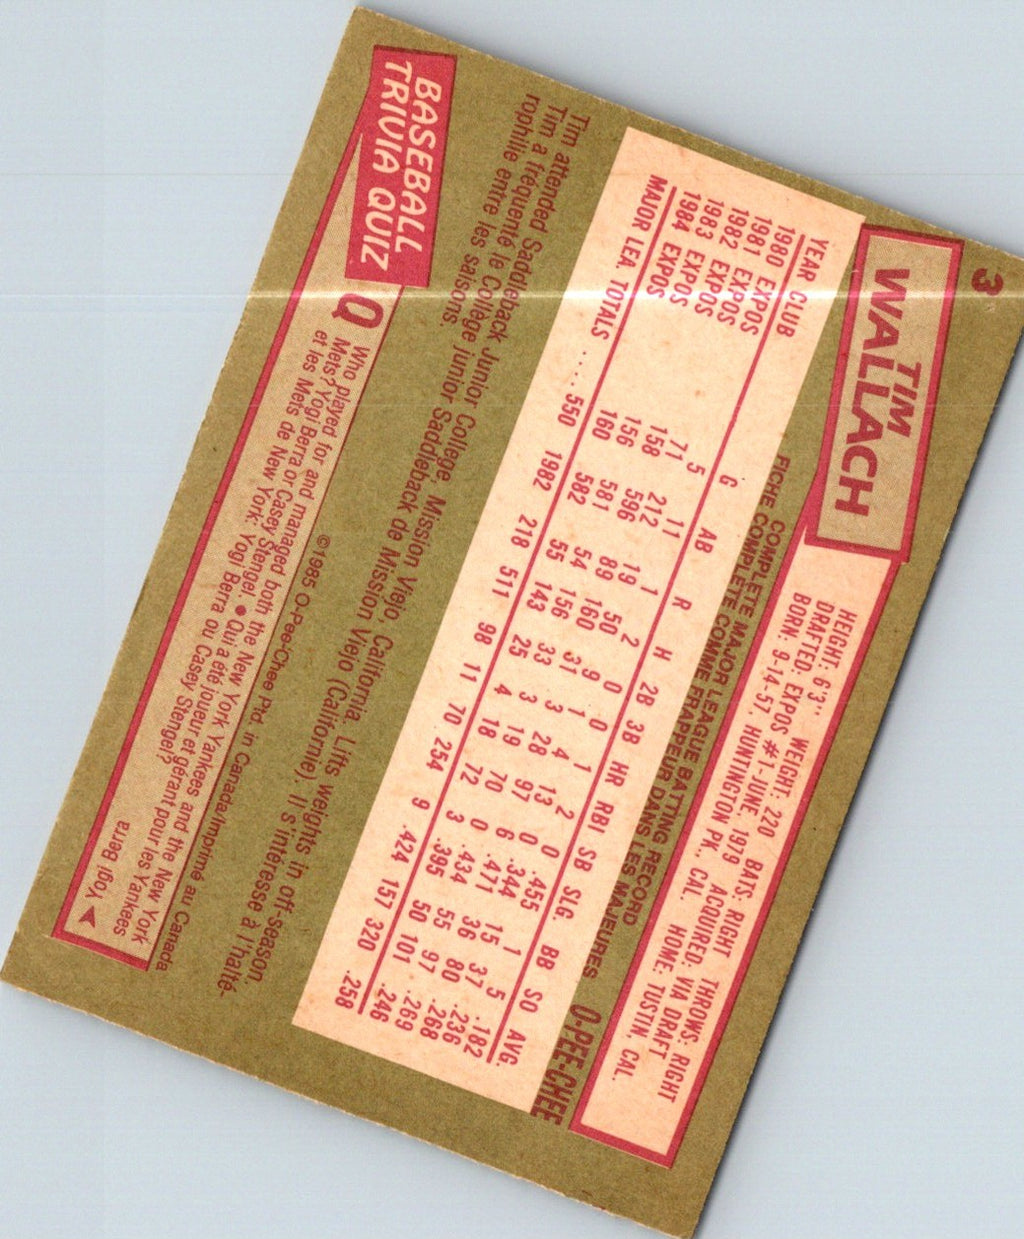 3
TIM
WALLACH
HEIGHT: 6'3" WEIGHT: 220 BATS: RIGHT THROWS: RIGHT
DRAFTED: EXPOS #1-JUNE, 1979 ACQUIRED: VIA DRAFT
BORN: 9-14-57, HUNTINGTON PK., CAL. HOME: TUSTIN, CAL.
COMPLETE MAJOR LEAGUE BATTING RECORD
FICHE COMPLÈTE COMME FRAPPEUR DANS LES MAJEURES O-PEE-CHEE
YEAR CLUB G AB R H 2B 3B HR RBI SB SLG. BB SO AVG.
1980 EXPOS 5 11 1 2 0 0 1 2 0 .455 1 5 .182
1981 EXPOS 71 212 19 50 9 1 4 13 0 .344 15 37 .236
1982 EXPOS 158 596 89 160 31 3 28 97 6 .471 36 80 .268
1983 EXPOS 156 581 54 156 33 3 19 70 0 .434 55 97 .269
1984 EXPOS 160 582 55 143 25 4 18 72 3 .395 50 101 .246
MAJOR LEA. TOTALS ..... 550 1982 218 511 98 11 70 254 9 .424 157 320 .258
Tim attended Saddleback Junior College, Mission Viejo, California. Lifts weights in off-season.
Tim a fréquenté le Collège junior Saddleback de Mission Viejo (Californie). Il s'intéresse à l'halté-
rophilie entre les saisons.
©1985 O-Pee-Chee Ptd. in Canada/Imprimé au Canada
BASEBALL
TRIVIA QUIZ
Q Who played for and managed both the New York Yankees and the New York
Mets? Yogi Berra or Casey Stengel • Qui a été joueur et gérant pour les Yankees
et les Mets de New York: Yogi Berra ou Casey Stengel?
Yogi Berra